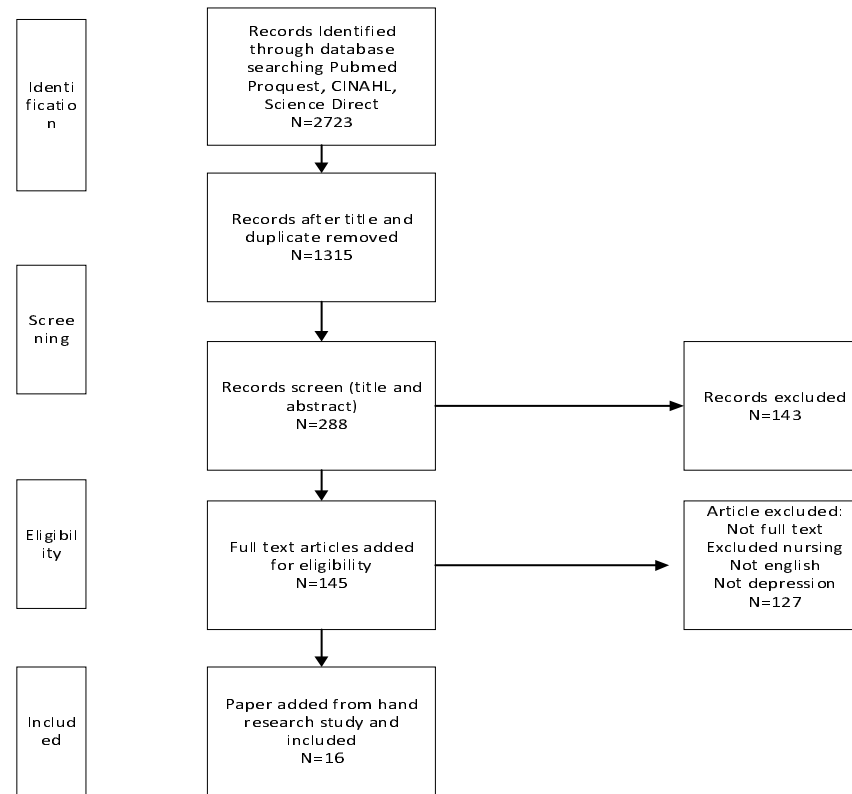 Identi
ficatio
n
Records Identified
through database
searching Pubmed
Proquest, CINAHL,
Science Direct
N=2723
Records after title and
duplicate removed
N=1315
Scree
ning
Records screen (title and
abstract)
N=288
Records excluded
N=143
Eligibil
ity
Full text articles added
for eligibility
N=145
Article excluded:
Not full text
Excluded nursing
Not english
Not depression
N=127
Includ
ed
Paper added from hand
research study and
included
N=16